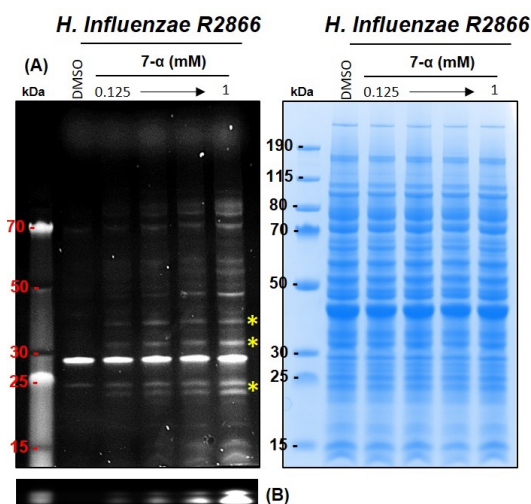 H. Influenzae R2866
H. Influenzae R2866
(A)
7-α (mM)
7-α (mM)
kDa
DMSO
0.125
1
kDa
DMSO
0.125
1
70 -
50 -
30 -
25 -
15 -
*
*
*
190 -
115 -
80 -
70 -
50 -
30 -
25 -
15 -
(B)